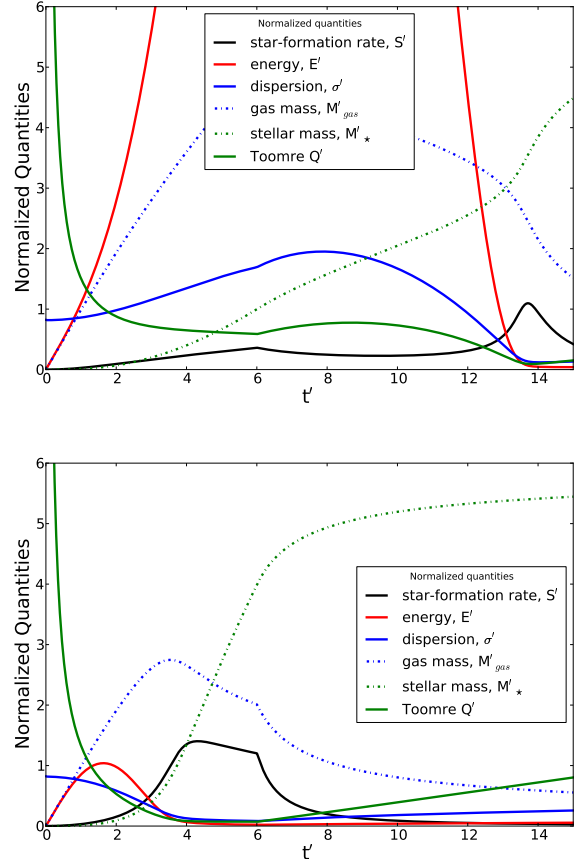 6
5
4
3
2
1
0
Normalized Quantities
Normalized quantities
star-formation rate, S′
energy, E′
dispersion, σ′
gas mass, M′gas
stellar mass, M′⋆
Toomre Q′
0 2 4 6 8 10 12 14
t′
6
5
4
3
2
1
0
Normalized Quantities
Normalized quantities
star-formation rate, S′
energy, E′
dispersion, σ′
gas mass, M′gas
stellar mass, M′⋆
Toomre Q′
0 2 4 6 8 10 12 14
t′